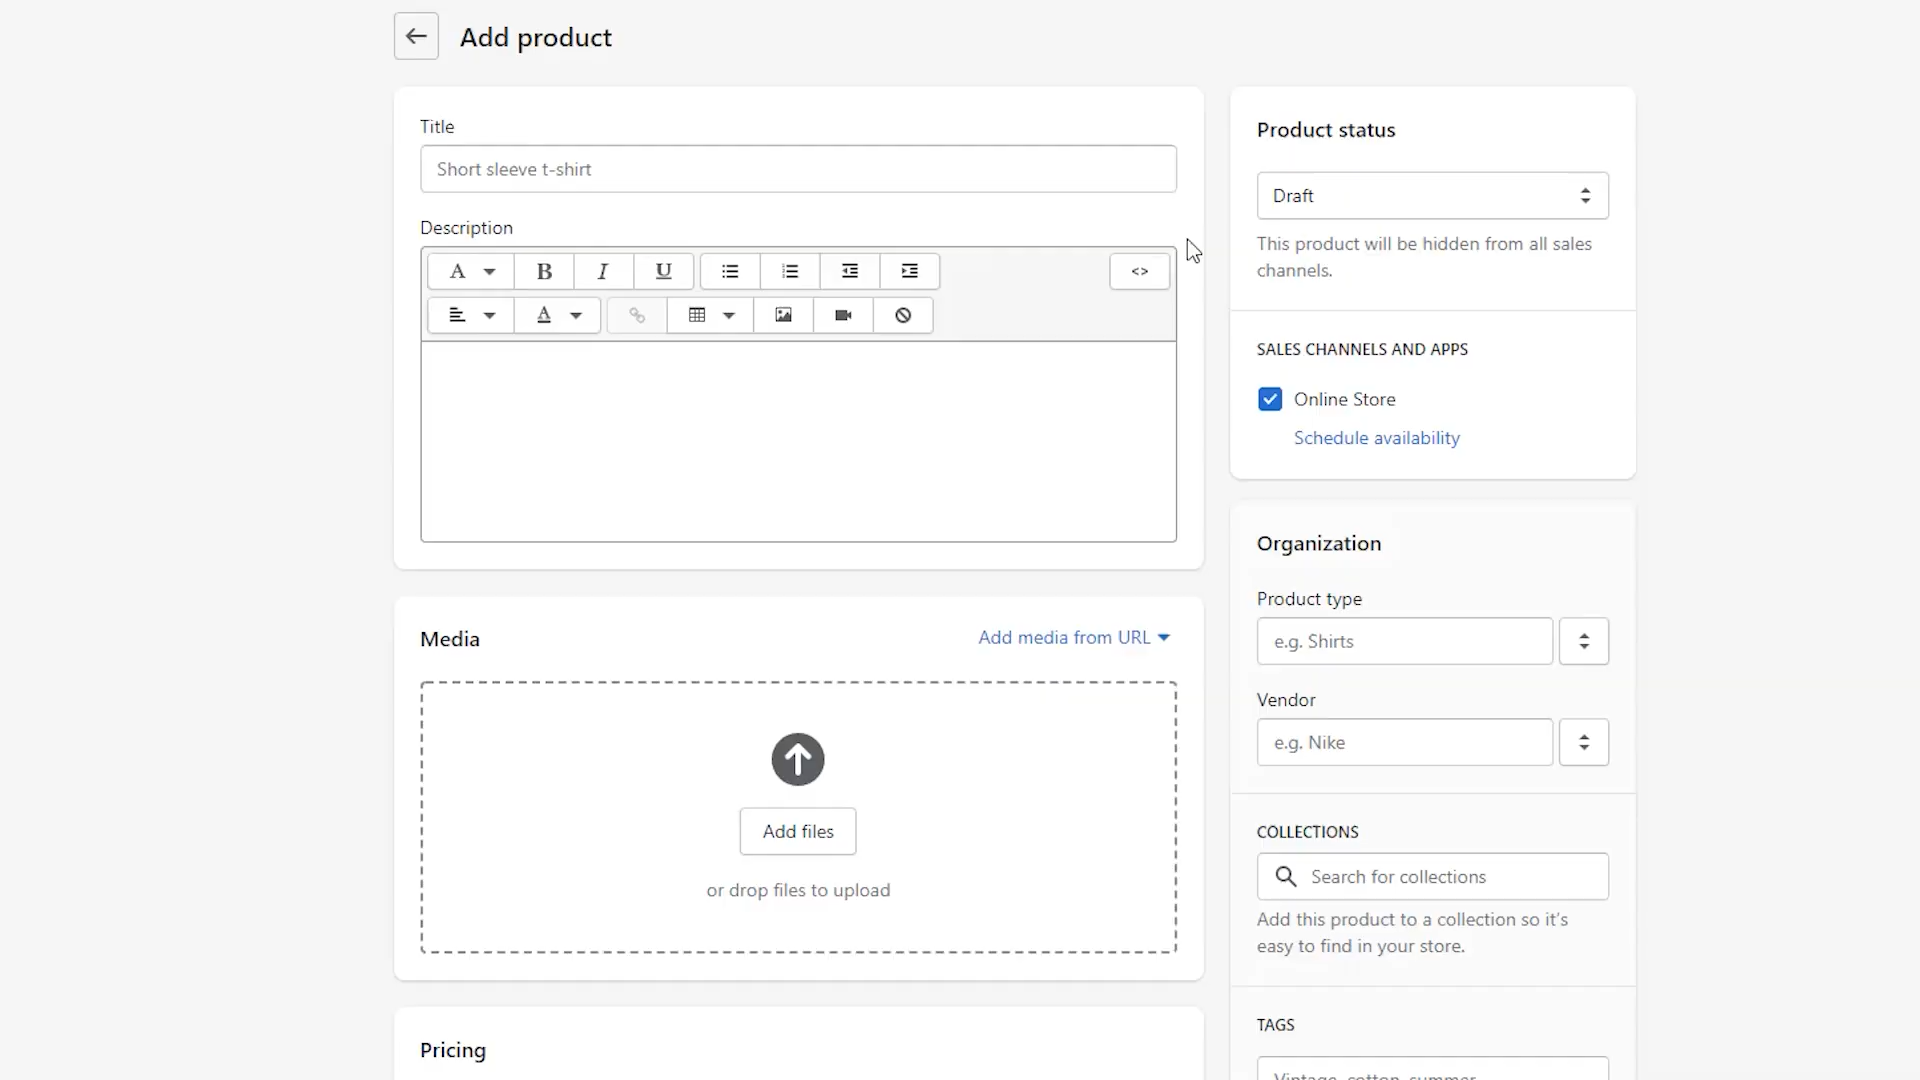 Add product
Title
Short sleeve t-shirt
Description
A
B
I
U
<>
A
Media
Add media from URL
Add files
or drop files to upload
Pricing
Product status
Draft
This product will be hidden from all sales
channels.
SALES CHANNELS AND APPS
Online Store
Schedule availability
Organization
Product type
e.g. Shirts
Vendor
e.g. Nike
COLLECTIONS
Search for collections
Add this product to a collection so it's
easy to find in your store.
TAGS
Vintage, cotton, summer